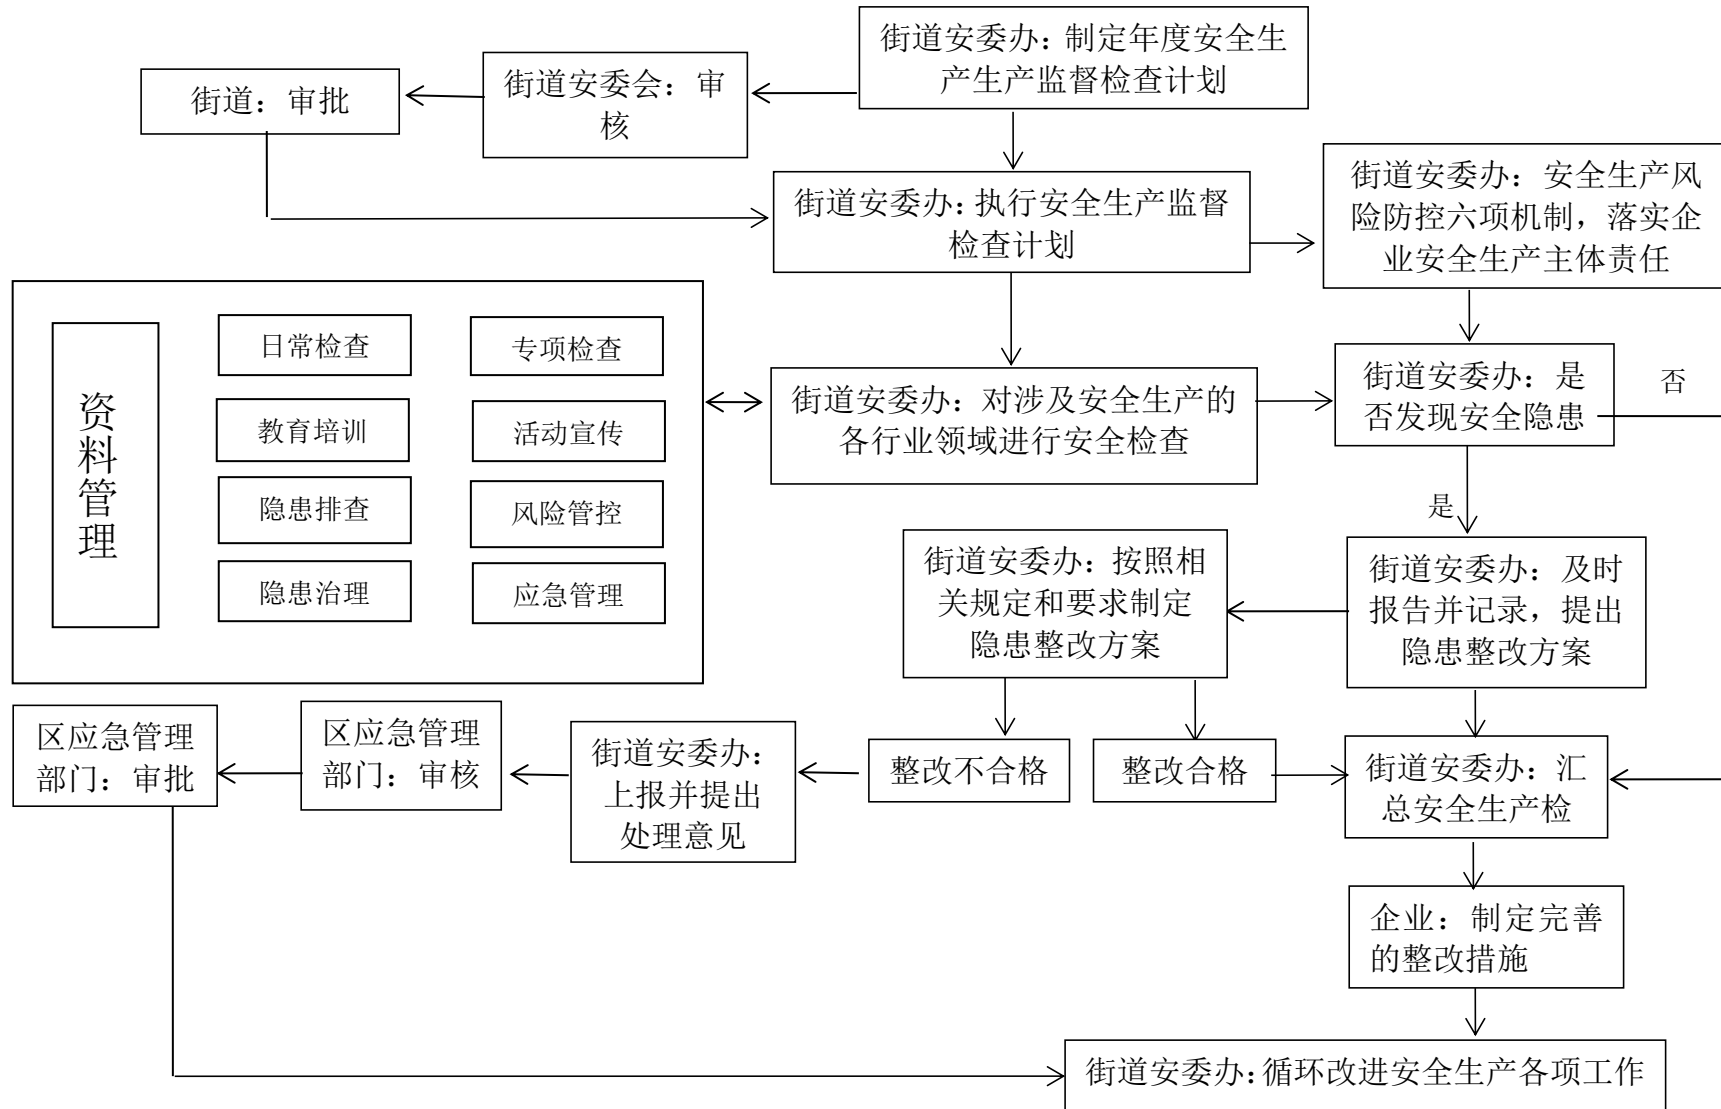 街道安委办：制定年度安全生
产生产监督检查计划
街道安委会：审
核
街道：审批
街道安委办：执行安全生产监督
检查计划
街道安委办：安全生产风
险防控六项机制，落实企
业安全生产主体责任
资料管理
日常检查
专项检查
教育培训
活动宣传
隐患排查
风险管控
隐患治理
应急管理
街道安委办：对涉及安全生产的
各行业领域进行安全检查
街道安委办：是
否发现安全隐患
否
是
街道安委办：按照相
关规定和要求制定
隐患整改方案
街道安委办：及时
报告并记录，提出
隐患整改方案
区应急管理
部门：审批
区应急管理
部门：审核
街道安委办：
上报并提出
处理意见
整改不合格
整改合格
街道安委办：汇
总安全生产检
企业：制定完善
的整改措施
街道安委办：循环改进安全生产各项工作